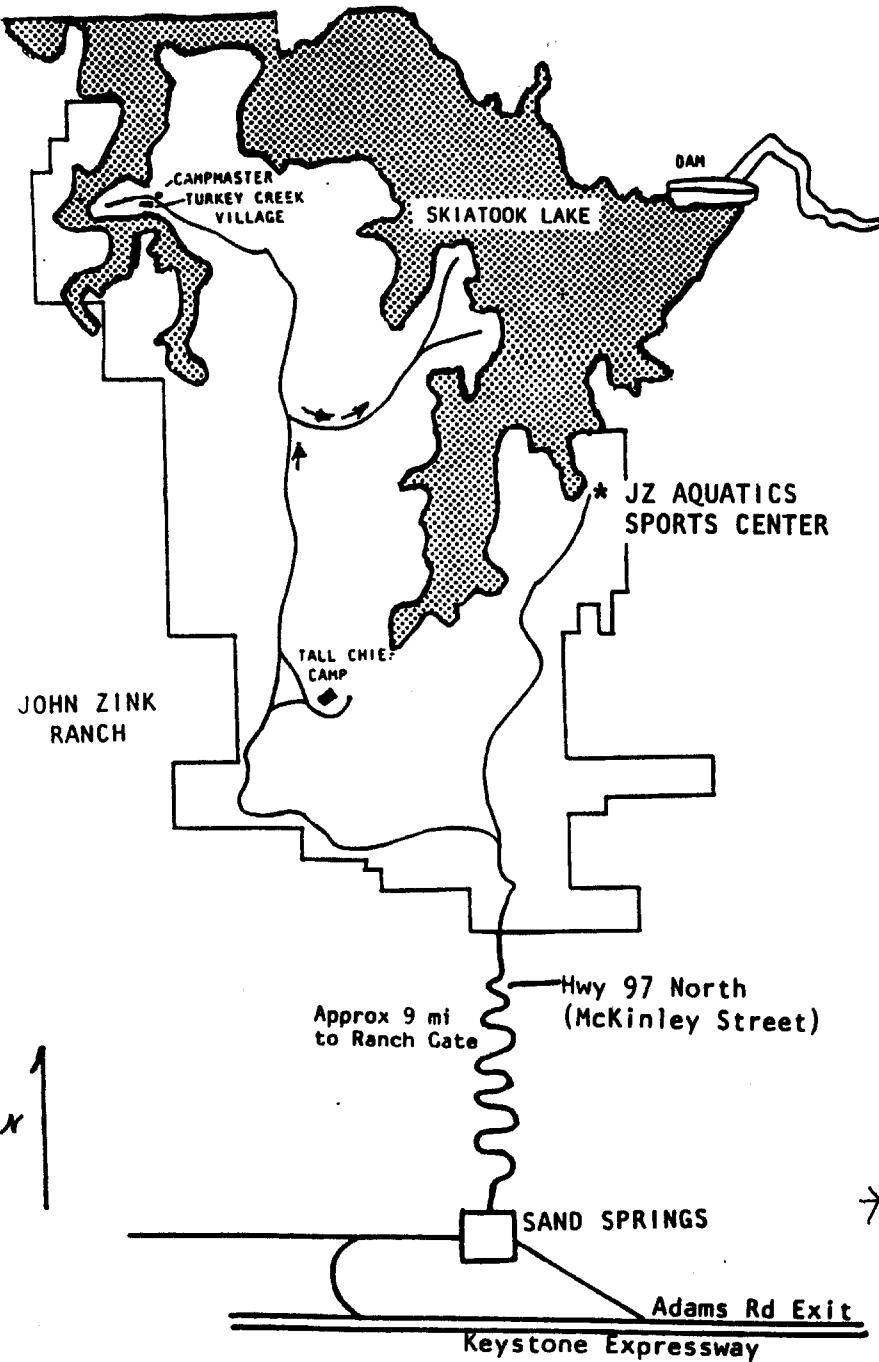 DAM
CAMPMASTER
TURKEY CREEK
VILLAGE
SKIATOOK LAKE
* JZ AQUATICS
SPORTS CENTER
TALL CHIEF
CAMP
JOHN ZINK
RANCH
Hwy 97 North
(McKinley Street)
Approx 9 mi
to Ranch Gate
N
SAND SPRINGS
Adams Rd Exit
Keystone Expressway